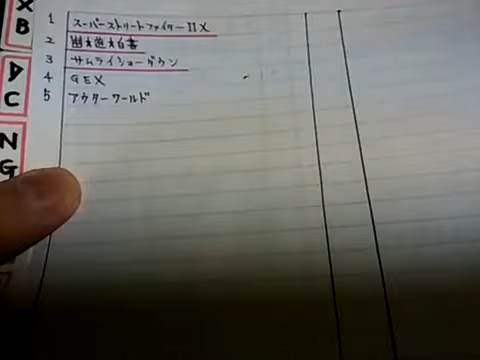 X
B
D
C
N
G
1 スーパーストリートファイターIIX
2 幽☆遊☆白書
3 サムライショーダウン
4 GEX
5 アウターワールド